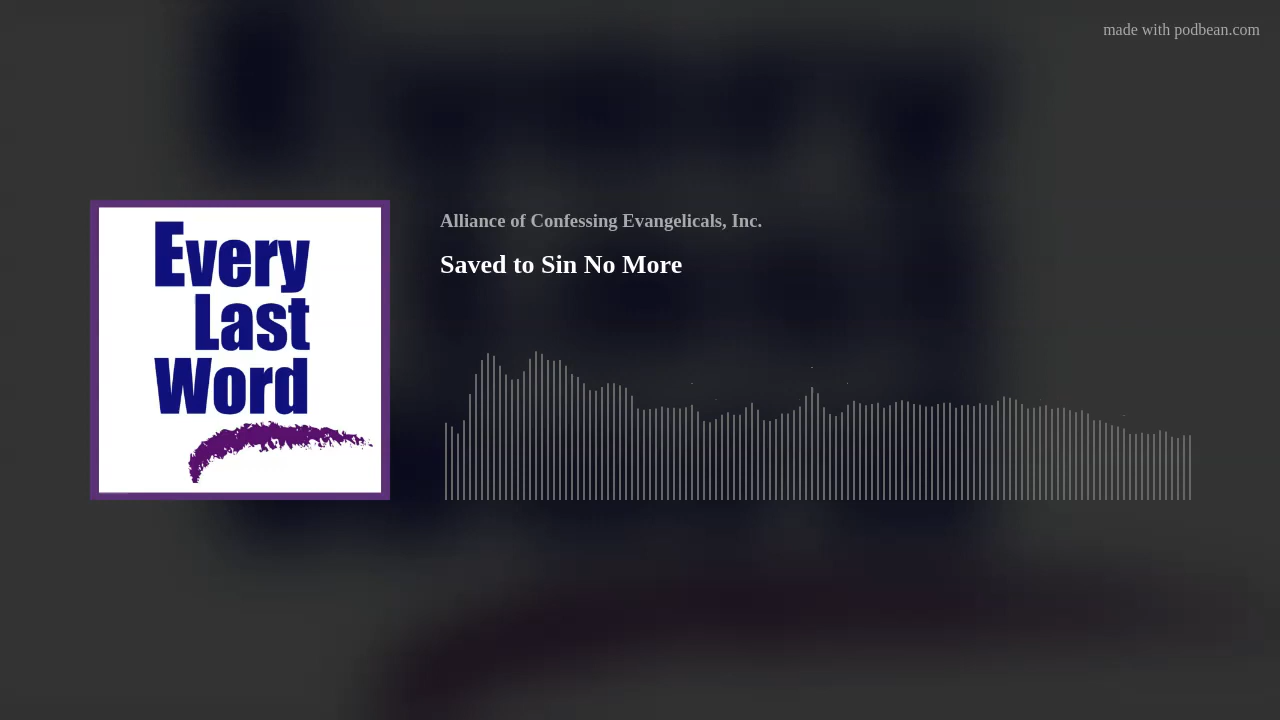 made with podbean.com
Every
Last
Word
Alliance of Confessing Evangelicals, Inc.
Saved to Sin No More